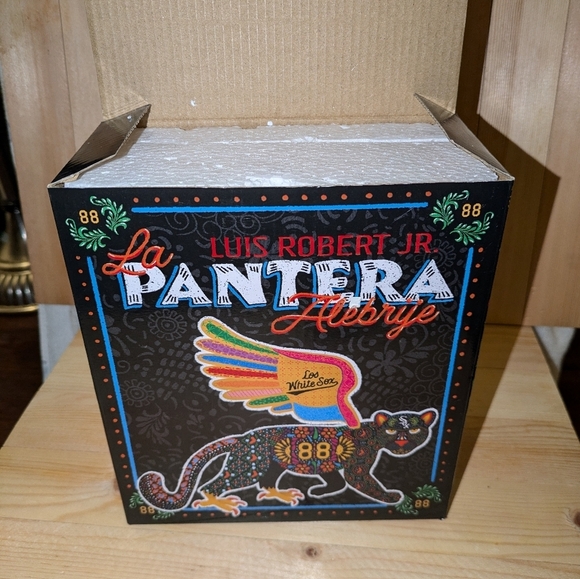 88
88
LUIS ROBERT JR.
La
PANTERA
Alebrije
Los
White Sox
88
88
88